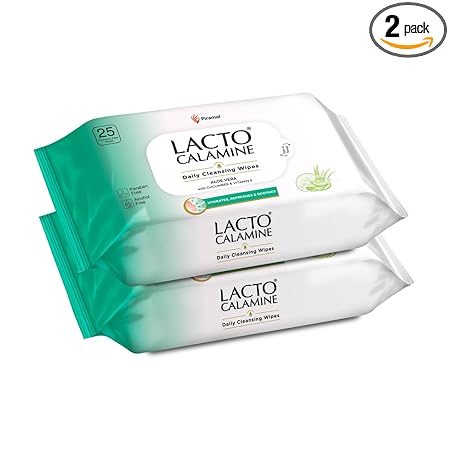 2 pack
Piramal
25
LACTO®
CALAMINE
Daily Cleansing Wipes
ALOE VERA
WITH CUCUMBER & VITAMIN E
HYDRATES, REFRESHES & SOOTHES
Paraben
Free
Alcohol
Free
LACTO®
CALAMINE
Daily Cleansing Wipes
LACTO®
CALAMINE
Daily Cleansing Wipes